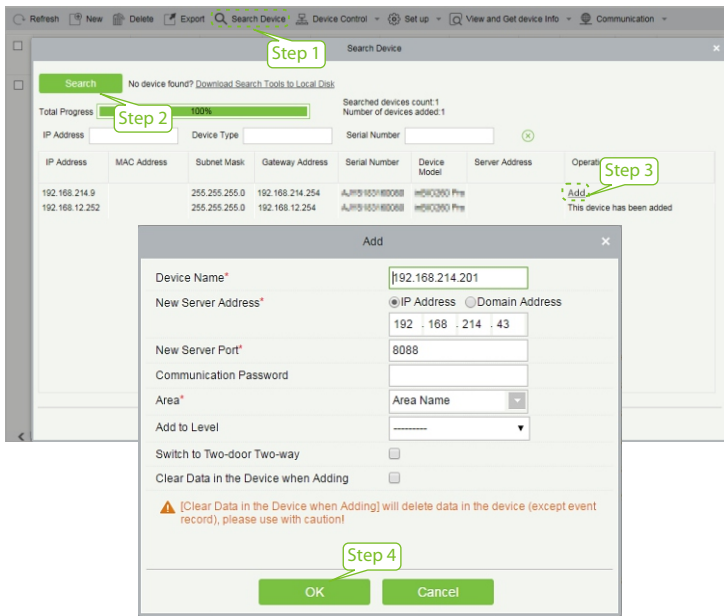 Refresh New Delete Export Search Device Device Control Set up View and Get device Info Communication
Step 1
Search Device
Search No device found? Download Search Tools to Local Disk
Step 2
Total Progress 100% Searched devices count:1
Number of devices added:1
IP Address Device Type Serial Number
IP Address MAC Address Subnet Mask Gateway Address Serial Number Device Model Server Address
Step 3
192.168.214.9 255.255.255.0 192.168.214.254 Add
192.168.12.252 255.255.255.0 192.168.12.254 This device has been added
Add
Device Name* 192.168.214.201
New Server Address* IP Address Domain Address
192 . 168 . 214 . 43
New Server Port* 8088
Communication Password
Area* Area Name
Add to Level ---------
Switch to Two-door Two-way
Clear Data in the Device when Adding
[Clear Data in the Device when Adding] will delete data in the device (except event
record), please use with caution!
Step 4
OK Cancel